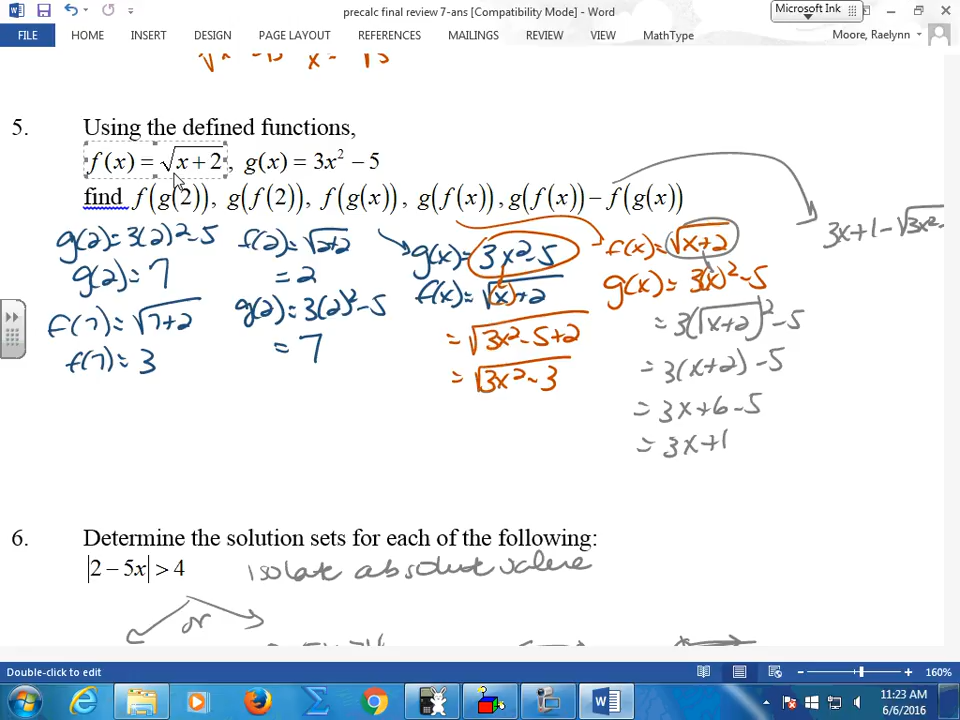 precalc final review 7-ans [Compatibility Mode] - Word
Microsoft Ink
FILE HOME INSERT DESIGN PAGE LAYOUT REFERENCES MAILINGS REVIEW VIEW MathType Moore, Raelynn
5. Using the defined functions,
f(x) = √(x + 2), g(x) = 3x² − 5
find f(g(2)), g(f(2)), f(g(x)), g(f(x)), g(f(x)) − f(g(x))
g(2) = 3(2)² - 5
g(2) = 7
f(7) = √(7+2)
f(7) = 3
f(2) = √(2+2)
= 2
g(2) = 3(2)² - 5
= 7
g(x) = 3x² - 5
f(x) = √((x)+2)
= √(3x² - 5 + 2)
= √(3x² - 3)
f(x) = √(x+2)
g(x) = 3(x)² - 5
= 3(√(x+2))² - 5
= 3(x+2) - 5
= 3x + 6 - 5
= 3x + 1
3x + 1 - √3x² -
6. Determine the solution sets for each of the following:
|2 − 5x| > 4 isolate absolute value
or
Double-click to edit 160%
11:23 AM
6/6/2016